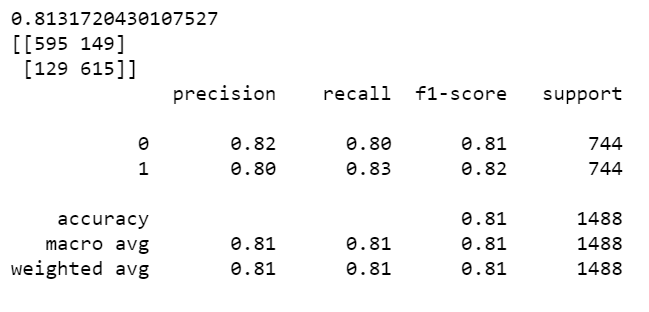 0.8131720430107527
[[595 149]
 [129 615]]
              precision    recall  f1-score   support

           0       0.82      0.80      0.81       744
           1       0.80      0.83      0.82       744

    accuracy                           0.81      1488
   macro avg       0.81      0.81      0.81      1488
weighted avg       0.81      0.81      0.81      1488